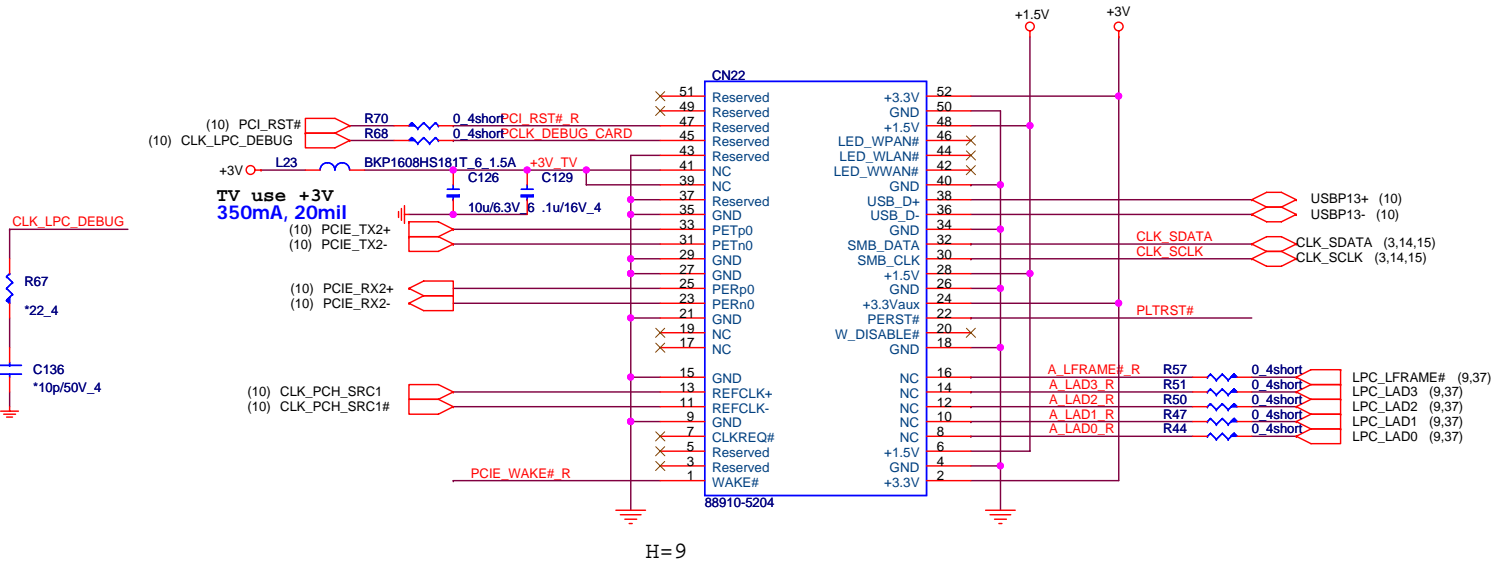 +1.5V
+3V
CN22
51 Reserved
49 Reserved
(10) PCI_RST# R70 0_4short PCI_RST#_R 47 Reserved
(10) CLK_LPC_DEBUG R68 0_4short PCLK_DEBUG_CARD 45 Reserved
43 Reserved
+3V L23 BKP1608HS181T_6_1.5A +3V_TV 41 NC
C126 C129 39 NC
TV use +3V
350mA, 20mil
10u/6.3V_6 .1u/16V_4
37 Reserved
35 GND
(10) PCIE_TX2+ 33 PETp0
(10) PCIE_TX2- 31 PETn0
29 GND
27 GND
(10) PCIE_RX2+ 25 PERp0
(10) PCIE_RX2- 23 PERn0
21 GND
19 NC
17 NC
15 GND
(10) CLK_PCH_SRC1 13 REFCLK+
(10) CLK_PCH_SRC1# 11 REFCLK-
9 GND
7 CLKREQ#
5 Reserved
3 Reserved
PCIE_WAKE#_R 1 WAKE#
+3.3V 52
GND 50
+1.5V 48
LED_WPAN# 46
LED_WLAN# 44
LED_WWAN# 42
GND 40
USB_D+ 38 USBP13+ (10)
USB_D- 36 USBP13- (10)
GND 34
SMB_DATA 32 CLK_SDATA CLK_SDATA (3,14,15)
SMB_CLK 30 CLK_SCLK CLK_SCLK (3,14,15)
+1.5V 28
GND 26
+3.3Vaux 24
PERST# 22 PLTRST#
W_DISABLE# 20
GND 18
NC 16 A_LFRAME#_R R57 0_4short LPC_LFRAME# (9,37)
NC 14 A_LAD3_R R51 0_4short LPC_LAD3 (9,37)
NC 12 A_LAD2_R R50 0_4short LPC_LAD2 (9,37)
NC 10 A_LAD1_R R47 0_4short LPC_LAD1 (9,37)
NC 8 A_LAD0_R R44 0_4short LPC_LAD0 (9,37)
+1.5V 6
GND 4
+3.3V 2
88910-5204
H=9
CLK_LPC_DEBUG
R67
*22_4
C136
*10p/50V_4